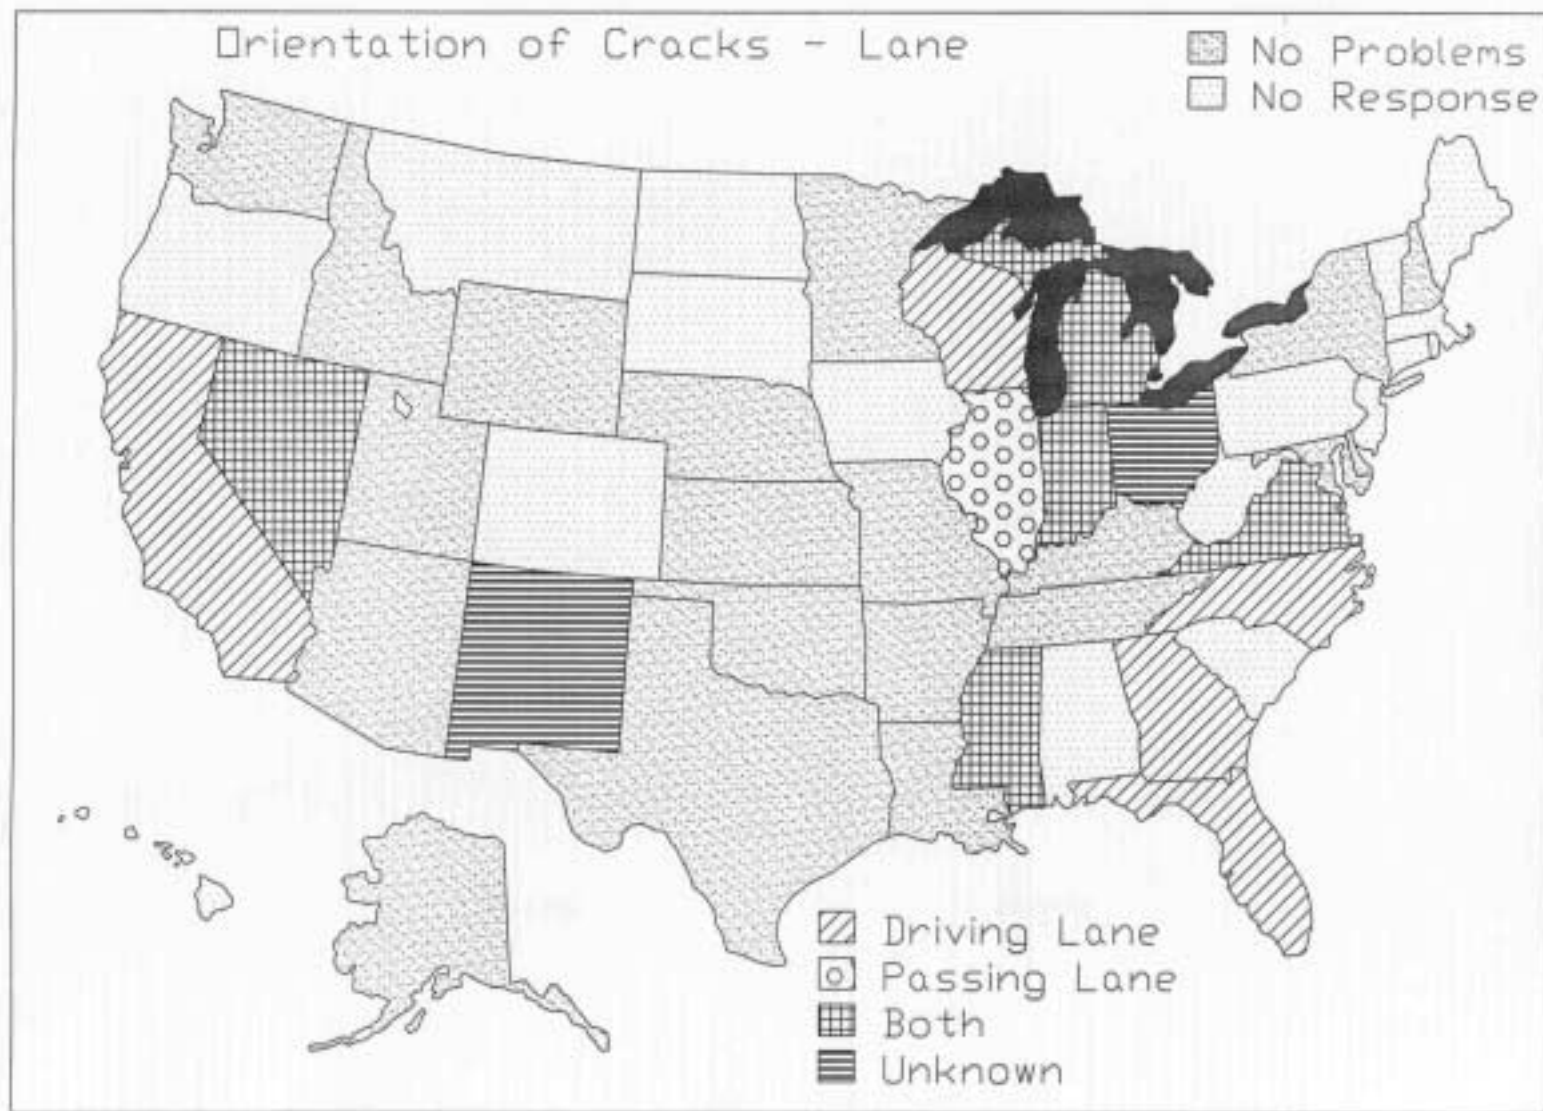 Orientation of Cracks - Lane
No Problems
No Response
Driving Lane
Passing Lane
Both
Unknown